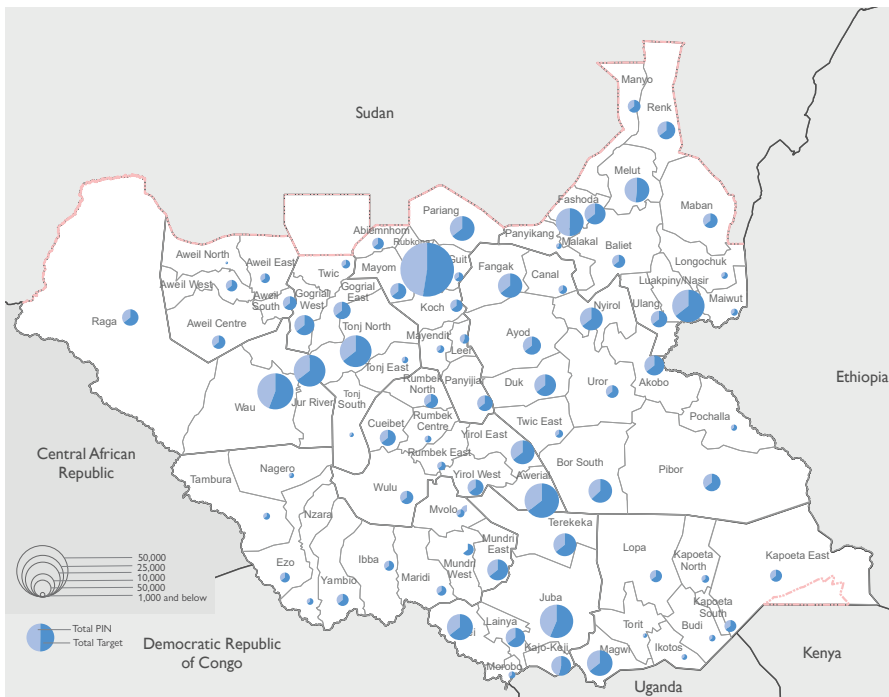 Manyo
Renk
Sudan
Melut
Fashoda
Maban
Pariang
Abiemnhom
Panyikang
Malakal
Baliet
Aweil North
Aweil East
Twic
Mayom
Guit
Fangak
Canal
Longochuk
Luakpiny/Nasir
Aweil West
Aweil South
Gogrial West
Gogrial East
Koch
Nyirol
Ulang
Maiwut
Raga
Aweil Centre
Tonj North
Mayendit
Leer
Ayod
Tonj East
Rumbek North
Panyijia
Duk
Uror
Akobo
Ethiopia
Wau
Jur River
Tonj South
Cueibet
Rumbek Centre
Twic East
Pochalla
Central African
Republic
Rumbek East
Yirol East
Tambura
Nagero
Wulu
Yirol West
Awerial
Bor South
Pibor
Nzara
Mvolo
Terekeka
Mundri East
Ezo
Ibba
Mundri West
Maridi
Yambio
Lopa
Kapoeta North
Kapoeta East
50,000
25,000
10,000
50,000
1,000 and below
Juba
Kapoeta South
Lainya
Torit
Budi
Total PIN
Total Target
Democratic Republic
of Congo
Kajo-Keji
Magwi
Ikotos
Morobo
Kenya
Uganda